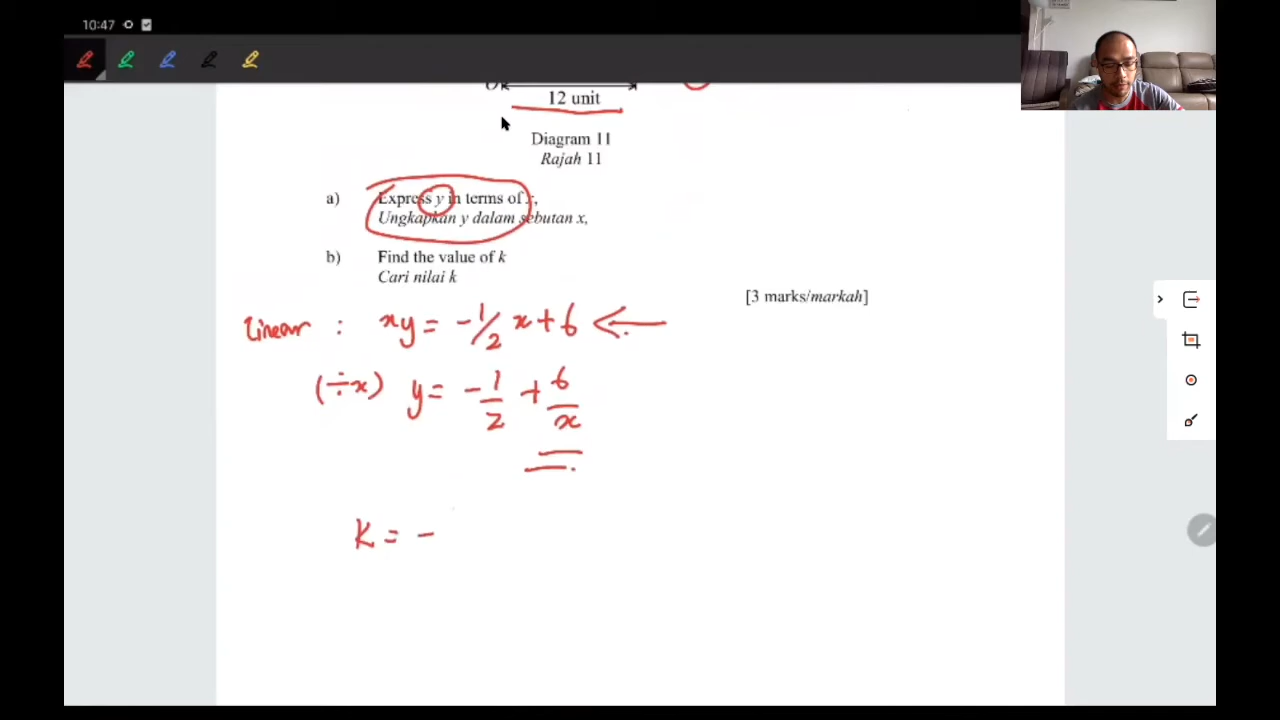 10:47
12 unit
Diagram 11
Rajah 11
a) Express y in terms of x,
Ungkapkan y dalam sebutan x,
b) Find the value of k
Cari nilai k
[3 marks/markah]
Linear : xy = -1/2 x + 6
(÷x) y = -1/2 + 6/x
K = -